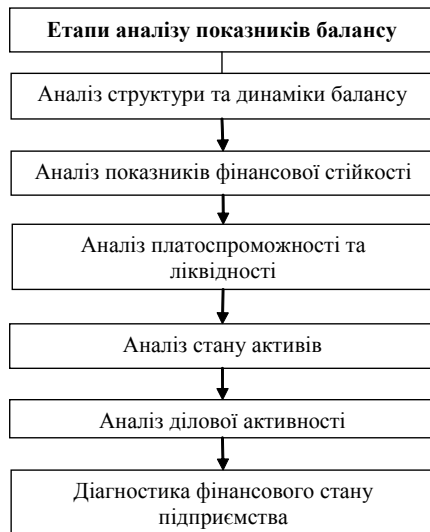 Етапи аналізу показників балансу
Аналіз структури та динаміки балансу
Аналіз показників фінансової стійкості
Аналіз платоспроможності та
ліквідності
Аналіз стану активів
Аналіз ділової активності
Діагностика фінансового стану
підприємства